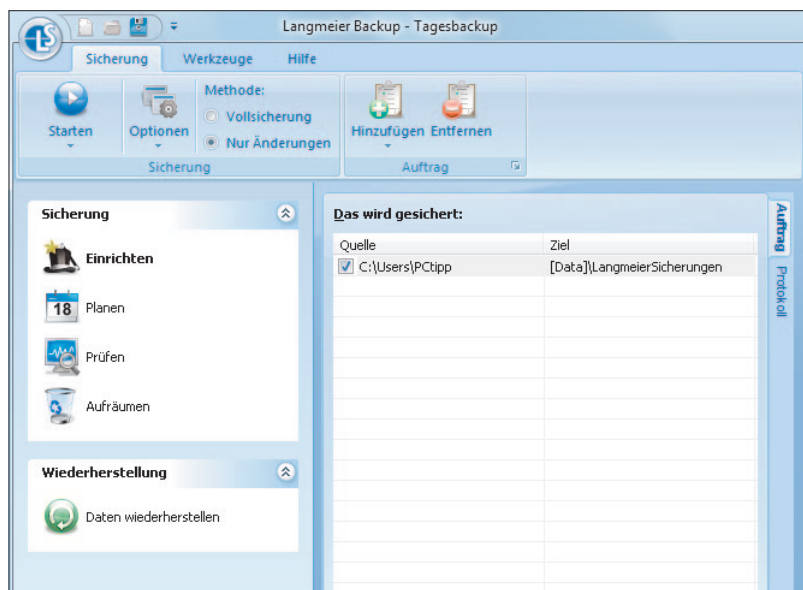 LS
Langmeier Backup - Tagesbackup
Sicherung Werkzeuge Hilfe
Starten
Optionen
Methode:
Vollsicherung
Nur Änderungen
Sicherung
Hinzufügen Entfernen
Auftrag
Sicherung
Einrichten
18 Planen
Prüfen
Aufräumen
Wiederherstellung
Daten wiederherstellen
Das wird gesichert:
Quelle Ziel
C:\Users\PCtipp [Data]\LangmeierSicherungen
Auftrag
Protokoll